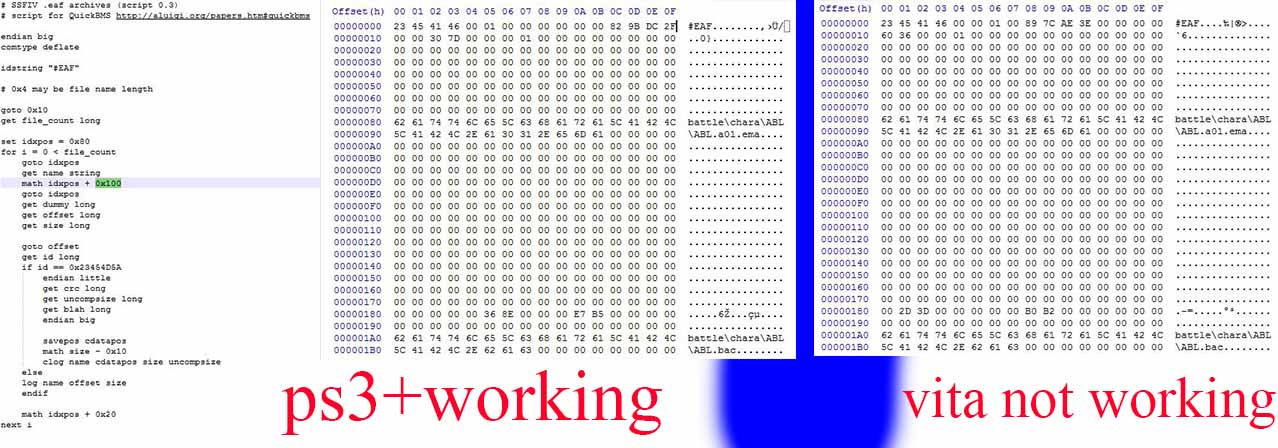 # SSFIV .eaf archives (script 0.3)
# script for QuickBMS http://aluigi.org/papers.htm#quickbms
endian big
comtype deflate
idstring "#EAF"
# 0x4 may be file name length
goto 0x10
get file_count long
set idxpos = 0x80
for i = 0 < file_count
goto idxpos
get name string
math idxpos + 0x100
goto idxpos
get dummy long
get offset long
get size long
goto offset
get id long
if id == 0x23454D5A
endian little
get crc long
get uncompsize long
get blah long
endian big
savepos cdatapos
math size - 0x10
clog name cdatapos size uncompsize
else
log name offset size
endif
math idxpos + 0x20
next i
Offset(h) 00 01 02 03 04 05 06 07 08 09 0A 0B 0C 0D 0E 0F
00000000 23 45 41 46 00 01 00 00 00 00 00 00 82 9B DC 2F #EAF........‚›Ü/
00000010 00 00 30 7D 00 00 00 01 00 00 00 00 00 00 00 00 ..0}............
00000020 00 00 00 00 00 00 00 00 00 00 00 00 00 00 00 00 ................
00000030 00 00 00 00 00 00 00 00 00 00 00 00 00 00 00 00 ................
00000040 00 00 00 00 00 00 00 00 00 00 00 00 00 00 00 00 ................
00000050 00 00 00 00 00 00 00 00 00 00 00 00 00 00 00 00 ................
00000060 00 00 00 00 00 00 00 00 00 00 00 00 00 00 00 00 ................
00000070 00 00 00 00 00 00 00 00 00 00 00 00 00 00 00 00 ................
00000080 62 61 74 74 6C 65 5C 63 68 61 72 61 5C 41 42 4C battle\chara\ABL
00000090 5C 41 42 4C 2E 61 30 31 2E 65 6D 61 00 00 00 00 \ABL.a01.ema....
000000A0 00 00 00 00 00 00 00 00 00 00 00 00 00 00 00 00 ................
000000B0 00 00 00 00 00 00 00 00 00 00 00 00 00 00 00 00 ................
000000C0 00 00 00 00 00 00 00 00 00 00 00 00 00 00 00 00 ................
000000D0 00 00 00 00 00 00 00 00 00 00 00 00 00 00 00 00 ................
000000E0 00 00 00 00 00 00 00 00 00 00 00 00 00 00 00 00 ................
000000F0 00 00 00 00 00 00 00 00 00 00 00 00 00 00 00 00 ................
00000100 00 00 00 00 00 00 00 00 00 00 00 00 00 00 00 00 ................
00000110 00 00 00 00 00 00 00 00 00 00 00 00 00 00 00 00 ................
00000120 00 00 00 00 00 00 00 00 00 00 00 00 00 00 00 00 ................
00000130 00 00 00 00 00 00 00 00 00 00 00 00 00 00 00 00 ................
00000140 00 00 00 00 00 00 00 00 00 00 00 00 00 00 00 00 ................
00000150 00 00 00 00 00 00 00 00 00 00 00 00 00 00 00 00 ................
00000160 00 00 00 00 00 00 00 00 00 00 00 00 00 00 00 00 ................
00000170 00 00 00 00 00 00 00 00 00 00 00 00 00 00 00 00 ................
00000180 00 00 00 00 00 36 8E 00 00 00 E7 B5 00 00 00 00 .....6Ž...çµ....
00000190 00 00 00 00 00 00 00 00 00 00 00 00 00 00 00 00 ................
000001A0 62 61 74 74 6C 65 5C 63 68 61 72 61 5C 41 42 4C battle\chara\ABL
000001B0 5C 41 42 4C 2E 62 61 63 00 00 00 00 00 00 00 00 \ABL.bac........
ps3+working
Offset(h) 00 01 02 03 04 05 06 07 08 09 0A 0B 0C 0D 0E 0F
00000000 23 45 41 46 00 00 01 00 89 7C AE 3E 00 00 00 00 #EAF....‰|®>....
00000010 60 36 00 00 01 00 00 00 00 00 00 00 00 00 00 00 `6..............
00000020 00 00 00 00 00 00 00 00 00 00 00 00 00 00 00 00 ................
00000030 00 00 00 00 00 00 00 00 00 00 00 00 00 00 00 00 ................
00000040 00 00 00 00 00 00 00 00 00 00 00 00 00 00 00 00 ................
00000050 00 00 00 00 00 00 00 00 00 00 00 00 00 00 00 00 ................
00000060 00 00 00 00 00 00 00 00 00 00 00 00 00 00 00 00 ................
00000070 00 00 00 00 00 00 00 00 00 00 00 00 00 00 00 00 ................
00000080 62 61 74 74 6C 65 5C 63 68 61 72 61 5C 41 42 4C battle\chara\ABL
00000090 5C 41 42 4C 2E 61 30 31 2E 65 6D 61 00 00 00 00 \ABL.a01.ema....
000000A0 00 00 00 00 00 00 00 00 00 00 00 00 00 00 00 00 ................
000000B0 00 00 00 00 00 00 00 00 00 00 00 00 00 00 00 00 ................
000000C0 00 00 00 00 00 00 00 00 00 00 00 00 00 00 00 00 ................
000000D0 00 00 00 00 00 00 00 00 00 00 00 00 00 00 00 00 ................
000000E0 00 00 00 00 00 00 00 00 00 00 00 00 00 00 00 00 ................
000000F0 00 00 00 00 00 00 00 00 00 00 00 00 00 00 00 00 ................
00000100 00 00 00 00 00 00 00 00 00 00 00 00 00 00 00 00 ................
00000110 00 00 00 00 00 00 00 00 00 00 00 00 00 00 00 00 ................
00000120 00 00 00 00 00 00 00 00 00 00 00 00 00 00 00 00 ................
00000130 00 00 00 00 00 00 00 00 00 00 00 00 00 00 00 00 ................
00000140 00 00 00 00 00 00 00 00 00 00 00 00 00 00 00 00 ................
00000150 00 00 00 00 00 00 00 00 00 00 00 00 00 00 00 00 ................
00000160 00 00 00 00 00 00 00 00 00 00 00 00 00 00 00 00 ................
00000170 00 00 00 00 00 00 00 00 00 00 00 00 00 00 00 00 ................
00000180 00 2D 3D 00 00 00 00 00 B0 B2 00 00 00 00 00 00 .-=.....°²......
00000190 00 00 00 00 00 00 00 00 00 00 00 00 00 00 00 00 ................
000001A0 62 61 74 74 6C 65 5C 63 68 61 72 61 5C 41 42 4C battle\chara\ABL
000001B0 5C 41 42 4C 2E 62 61 63 00 00 00 00 00 00 00 00 \ABL.bac........
vita not working